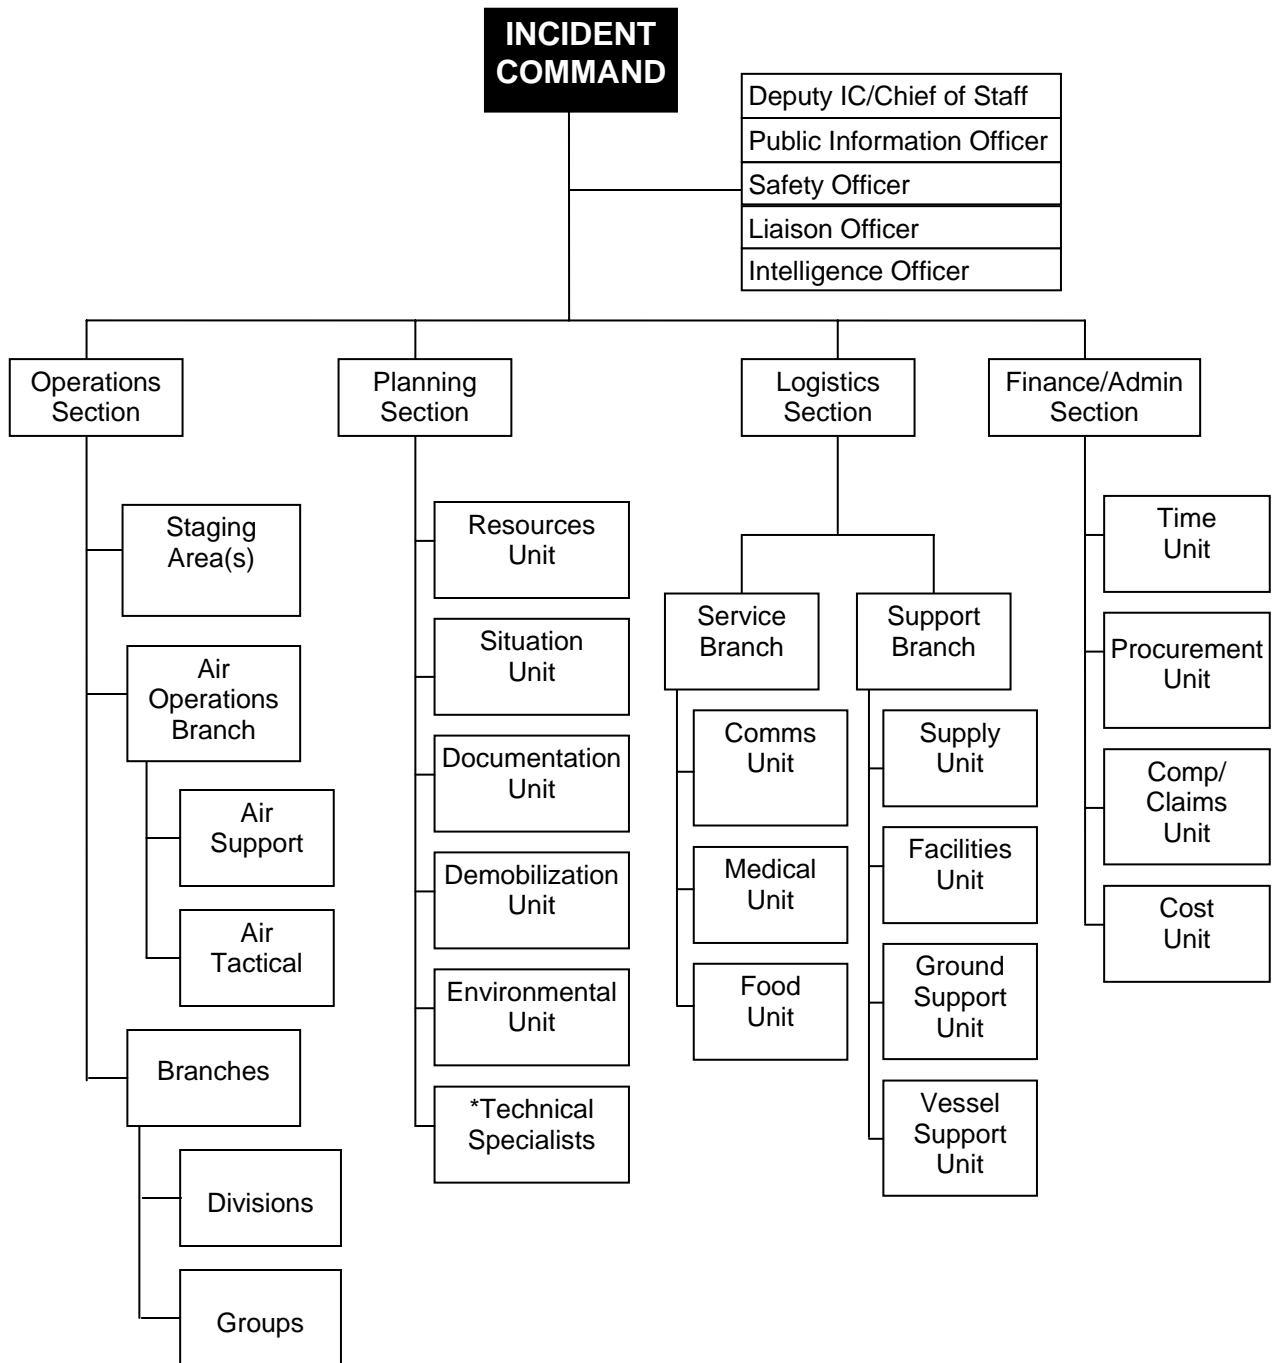 INCIDENT
COMMAND
Deputy IC/Chief of Staff
Public Information Officer
Safety Officer
Liaison Officer
Intelligence Officer
Operations
Section
Planning
Section
Logistics
Section
Finance/Admin
Section
Staging
Area(s)
Air
Operations
Branch
Air
Support
Air
Tactical
Branches
Divisions
Groups
Resources
Unit
Situation
Unit
Documentation
Unit
Demobilization
Unit
Environmental
Unit
*Technical
Specialists
Service
Branch
Comms
Unit
Medical
Unit
Food
Unit
Support
Branch
Supply
Unit
Facilities
Unit
Ground
Support
Unit
Vessel
Support
Unit
Time
Unit
Procurement
Unit
Comp/
Claims
Unit
Cost
Unit